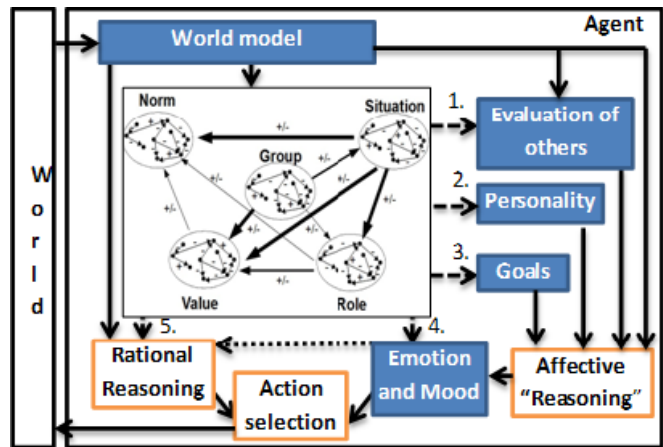 World model
Agent
Norm
Situation
1.
Evaluation of
others
+/-
Group
+/-
+/-
2.
Personality
World
+/-
+/-
+/-
+/-
3.
Goals
+/-
Value
Role
5.
4.
Rational
Reasoning
Emotion
and Mood
Affective
“Reasoning”
Action
selection